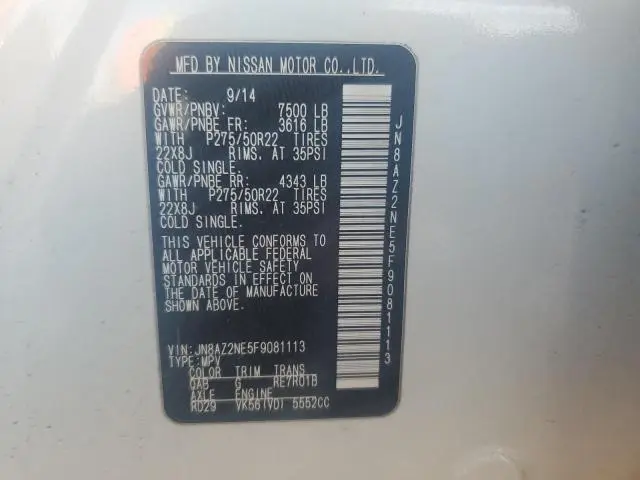 MFD BY NISSAN MOTOR CO.,LTD.
DATE: 9/14
GVWR/PNBV: 7500 LB
GAWR/PNBE FR: 3616 LB
WITH P275/50R22 TIRES
22X8J RIMS. AT 35PSI
COLD SINGLE.
GAWR/PNBE RR: 4343 LB
WITH P275/50R22 TIRES
22X8J RIMS. AT 35PSI
COLD SINGLE.
THIS VEHICLE CONFORMS TO
ALL APPLICABLE FEDERAL
MOTOR VEHICLE SAFETY
STANDARDS IN EFFECT ON
THE DATE OF MANUFACTURE
SHOWN ABOVE.
VIN:JN8AZ2NE5F9081113
TYPE:MPV
COLOR TRIM TRANS
QAB G RE7R01B
AXLE ENGINE
RD29 VK56(VD) 5552CC
JN8AZ2NE5F9081113